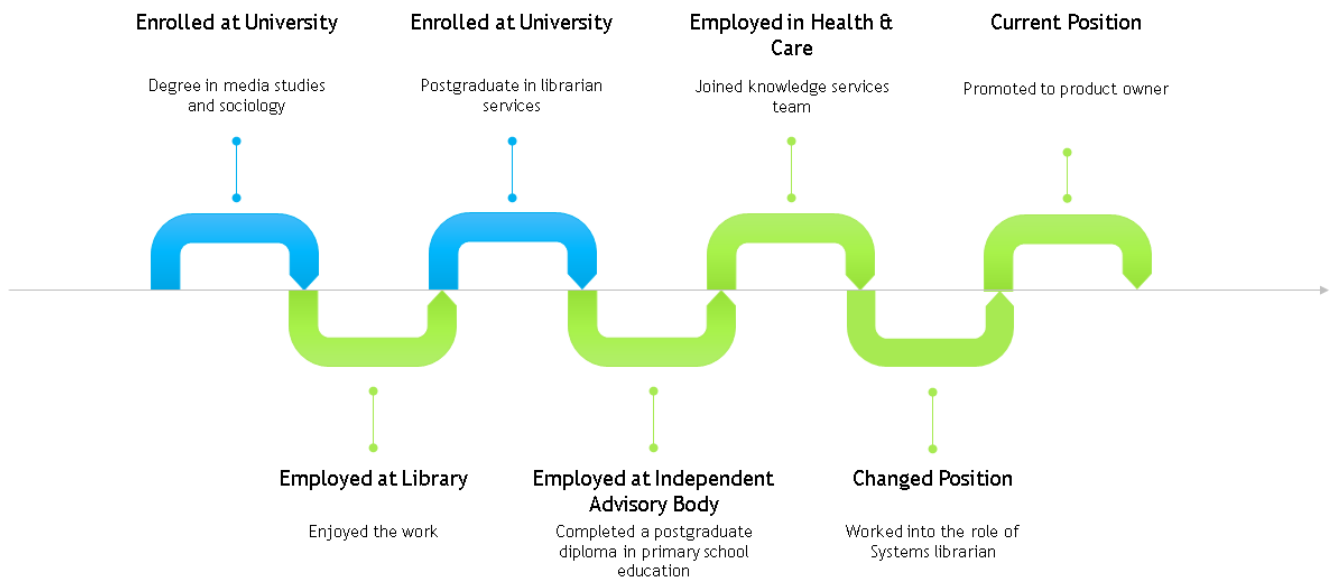 Enrolled at University
Degree in media studies
and sociology
Enrolled at University
Postgraduate in librarian
services
Employed in Health &
Care
Joined knowledge services
team
Current Position
Promoted to product owner
Employed at Library
Enjoyed the work
Employed at Independent
Advisory Body
Completed a postgraduate
diploma in primary school
education
Changed Position
Worked into the role of
Systems librarian